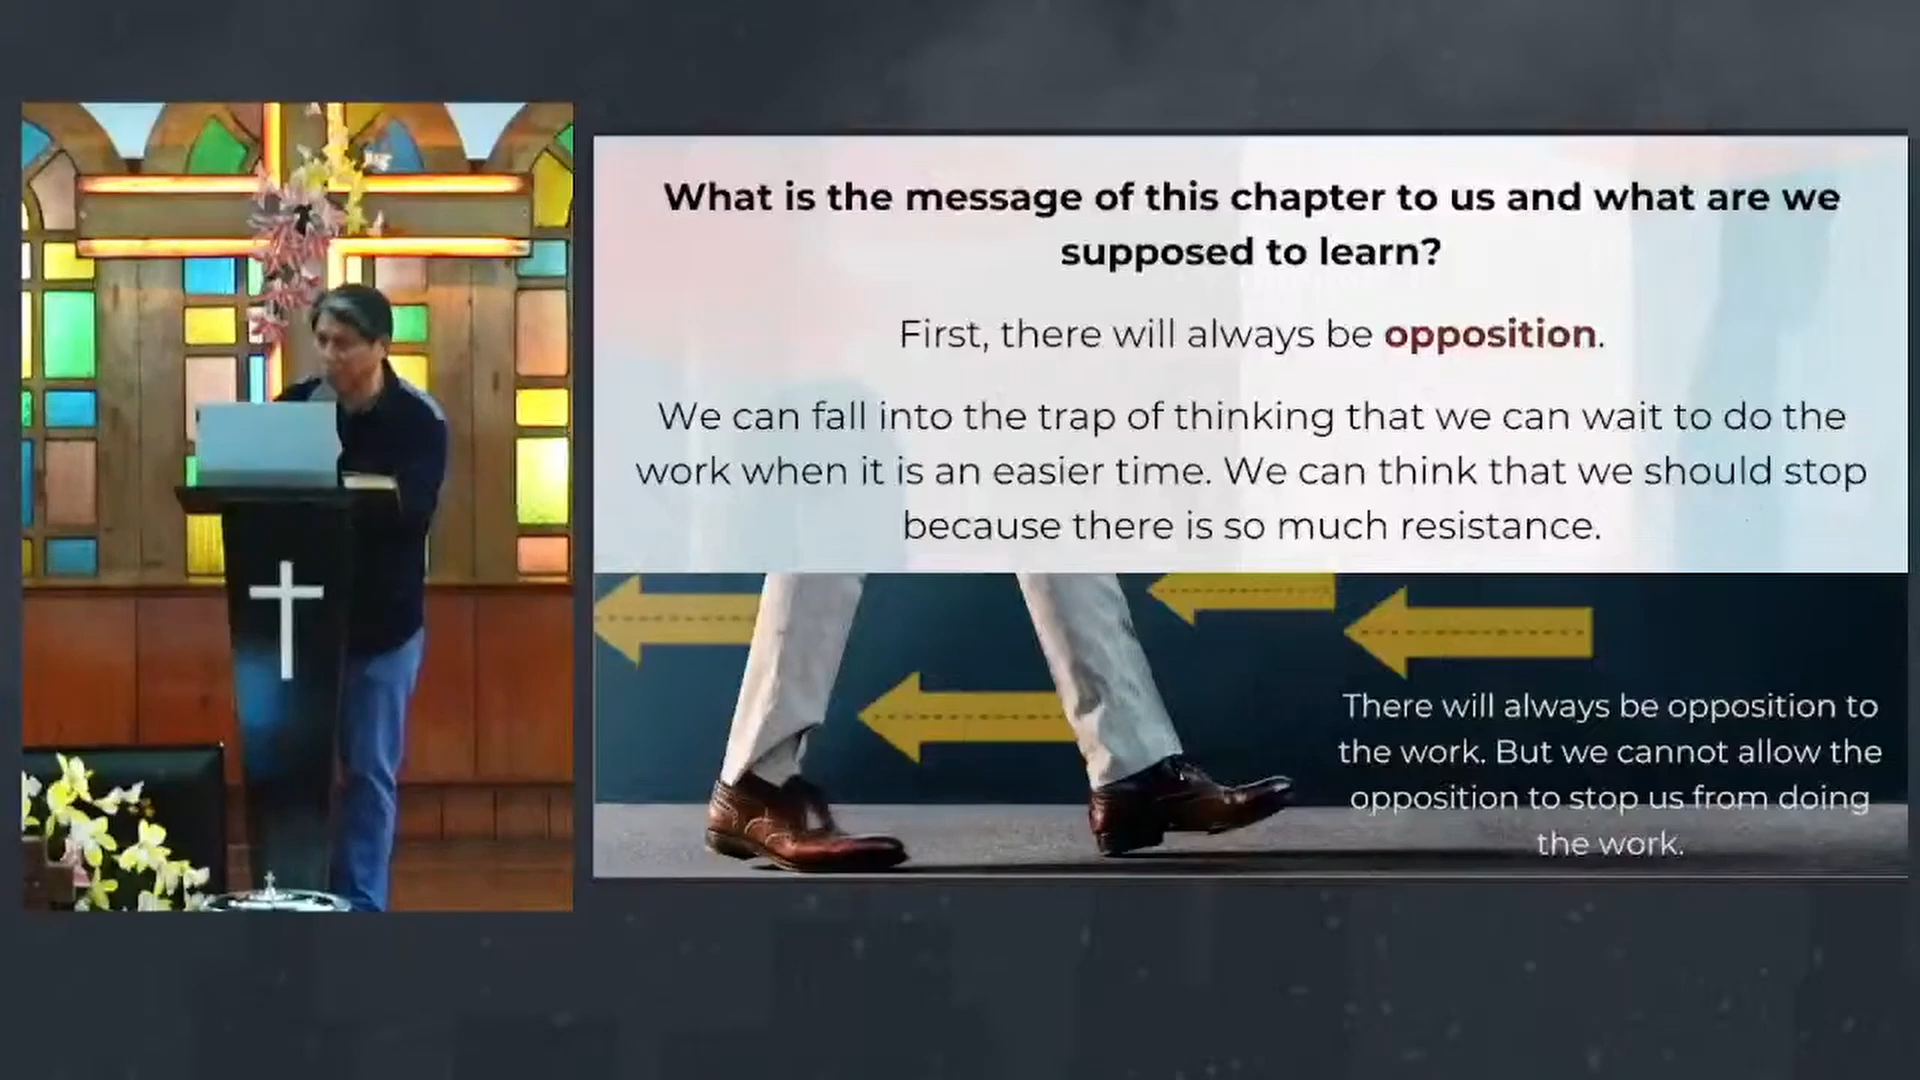 What is the message of this chapter to us and what are we
supposed to learn?
First, there will always be opposition.
We can fall into the trap of thinking that we can wait to do the
work when it is an easier time. We can think that we should stop
because there is so much resistance.
There will always be opposition to
the work. But we cannot allow the
opposition to stop us from doing
the work.